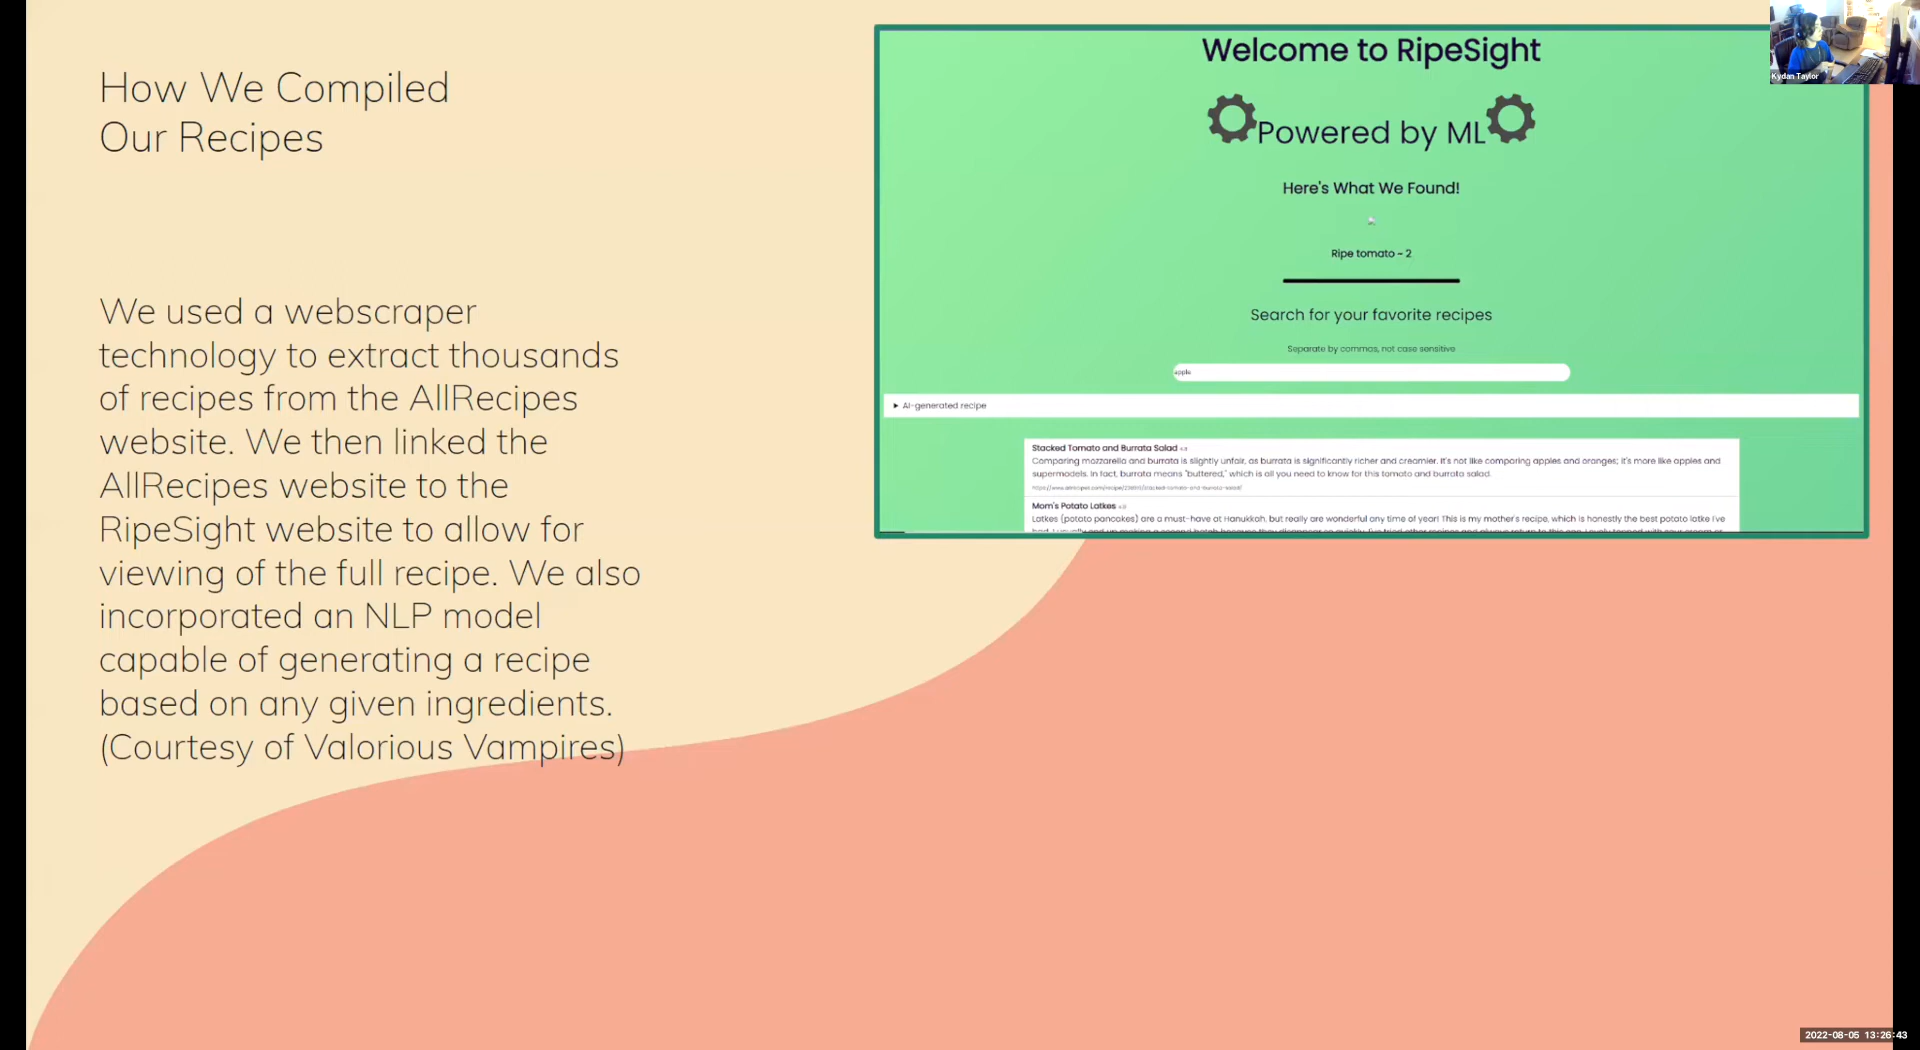 How We Compiled
Our Recipes
We used a webscraper
technology to extract thousands
of recipes from the AllRecipes
website. We then linked the
AllRecipes website to the
RipeSight website to allow for
viewing of the full recipe. We also
incorporated an NLP model
capable of generating a recipe
based on any given ingredients.
(Courtesy of Valorious Vampires)
Welcome to RipeSight
Powered by ML
Here's What We Found!
Ripe tomato - 2
Search for your favorite recipes
Separate by commas, not case sensitive
apple
AI-generated recipe
Stacked Tomato and Burrata Salad
Comparing mozzarella and burrata is slightly unfair, as burrata is significantly richer and creamier. It's not like comparing apples and oranges; it's more like apples and
supermodels. In fact, burrata means "buttered," which is all you need to know for this tomato and burrata salad.
Mom's Potato Latkes
Latkes (potato pancakes) are a must-have at Hanukkah, but really are wonderful any time of year! This is my mother's recipe, which is honestly the best potato latke I've
Kydan Taylor
2022-08-05 13:26:43